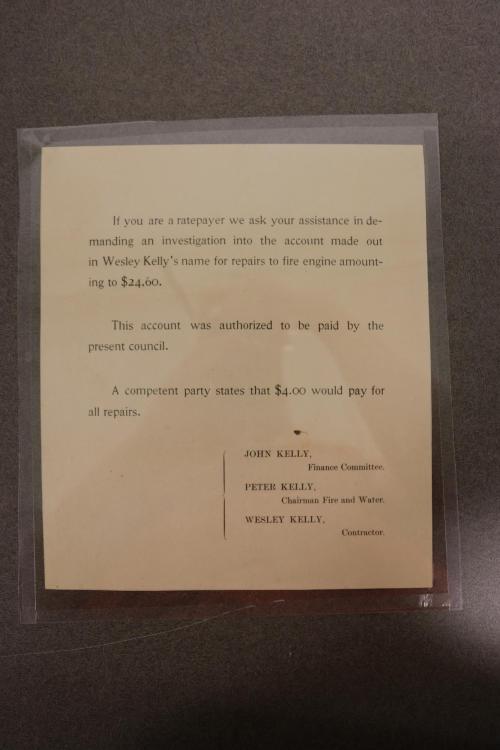 If you are a ratepayer we ask your assistance in de-
manding an investigation into the account made out
in Wesley Kelly's name for repairs to fire engine amount-
ing to $24.60.
This account was authorized to be paid by the
present council.
A competent party states that $4.00 would pay for
all repairs.
JOHN KELLY,
Finance Committee.
PETER KELLY,
Chairman Fire and Water.
WESLEY KELLY,
Contractor.